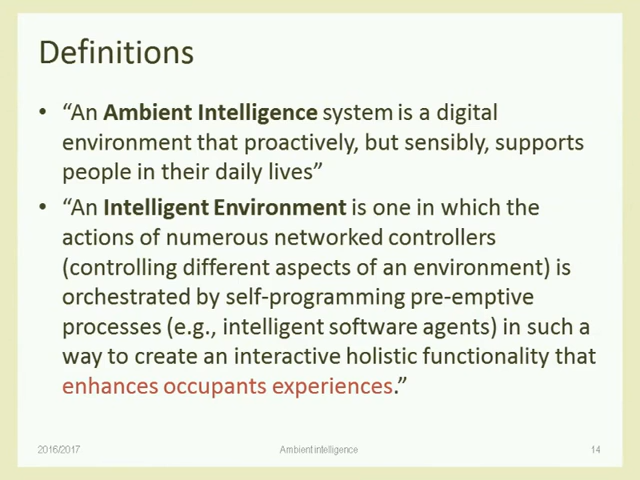 Definitions
• “An Ambient Intelligence system is a digital
environment that proactively, but sensibly, supports
people in their daily lives”
• “An Intelligent Environment is one in which the
actions of numerous networked controllers
(controlling different aspects of an environment) is
orchestrated by self-programming pre-emptive
processes (e.g., intelligent software agents) in such a
way to create an interactive holistic functionality that
enhances occupants experiences.”
2016/2017 Ambient intelligence 14